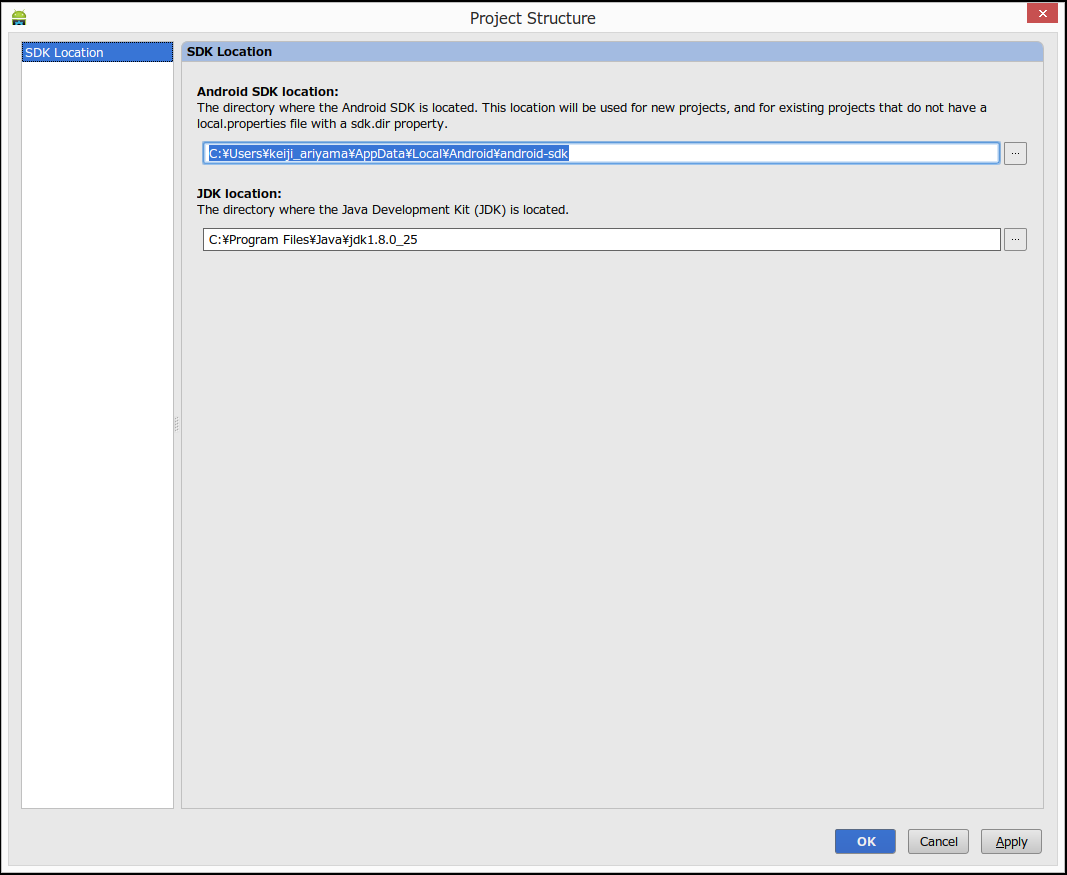 Project Structure
SDK Location
SDK Location
Android SDK location:
The directory where the Android SDK is located. This location will be used for new projects, and for existing projects that do not have a
local.properties file with a sdk.dir property.
C:¥Users¥keiji_ariyama¥AppData¥Local¥Android¥android-sdk
...
JDK location:
The directory where the Java Development Kit (JDK) is located.
C:¥Program Files¥Java¥jdk1.8.0_25
...
OK
Cancel
Apply